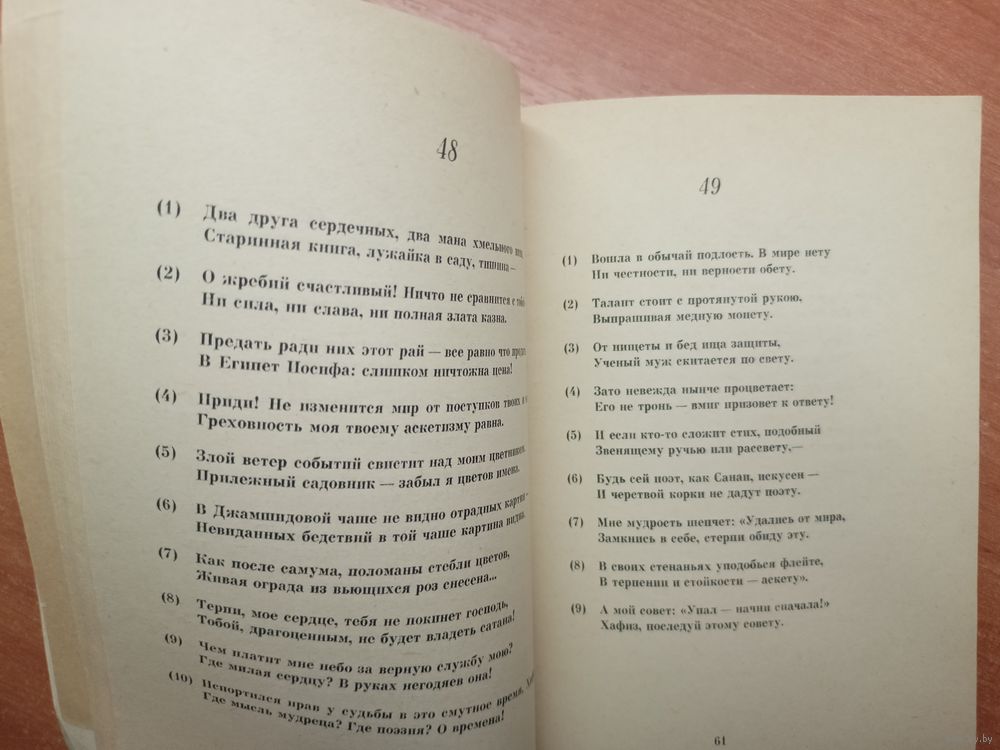 48
(1) Два друга сердечных, два мана хмельного
Старинная книга, лужайка в саду, тишина —
(2) О жребий счастливый! Ничто не сравнится с
Ни сила, ни слава, ни полная злата казна.
(3) Предать ради них этот рай — все равно что
В Египет Иосифа: слишком ничтожна цена!
(4) Приди! Не изменится мир от поступков твоих и
Греховность моя твоему аскетизму равна.
(5) Злой ветер событий свистит над моим цветником.
Прилежный садовник — забыл я цветов имена.
(6) В Джамшидовой чаше не видно отрадных картин —
Невиданных бедствий в той чаше картина видна.
(7) Как после самума, поломаны стебли цветов,
Живая ограда из вьющихся роз снесена...
(8) Терпи, мое сердце, тебя не покинет господь,
Тобой, драгоценным, не будет владеть сатана!
(9) Чем платит мне небо за верную службу мою?
Где милая сердцу? В руках негодяев она!
(10) Испортился нрав у судьбы в это смутное время,
Где мысль мудреца? Где поэзия? О времена!
49
(1) Вошла в обычай подлость. В мире нету
Ни честности, ни верности обету.
(2) Талант стоит с протянутой рукою,
Выпрашивая медную монету.
(3) От нищеты и бед ища защиты,
Ученый муж скитается по свету.
(4) Зато невежда нынче процветает:
Его не тронь — вмиг призовет к ответу!
(5) И если кто-то сложит стих, подобный
Звенящему ручью или рассвету,—
(6) Будь сей поэт, как Санаи, искусен —
И черствой корки не дадут поэту.
(7) Мне мудрость шепчет: «Удались от мира,
Замкнись в себе, стерпи обиду эту.
(8) В своих стенаньях уподобься флейте,
В терпении и стойкости — аскету».
(9) А мой совет: «Упал — начни сначала!»
Хафиз, последуй этому совету.
61